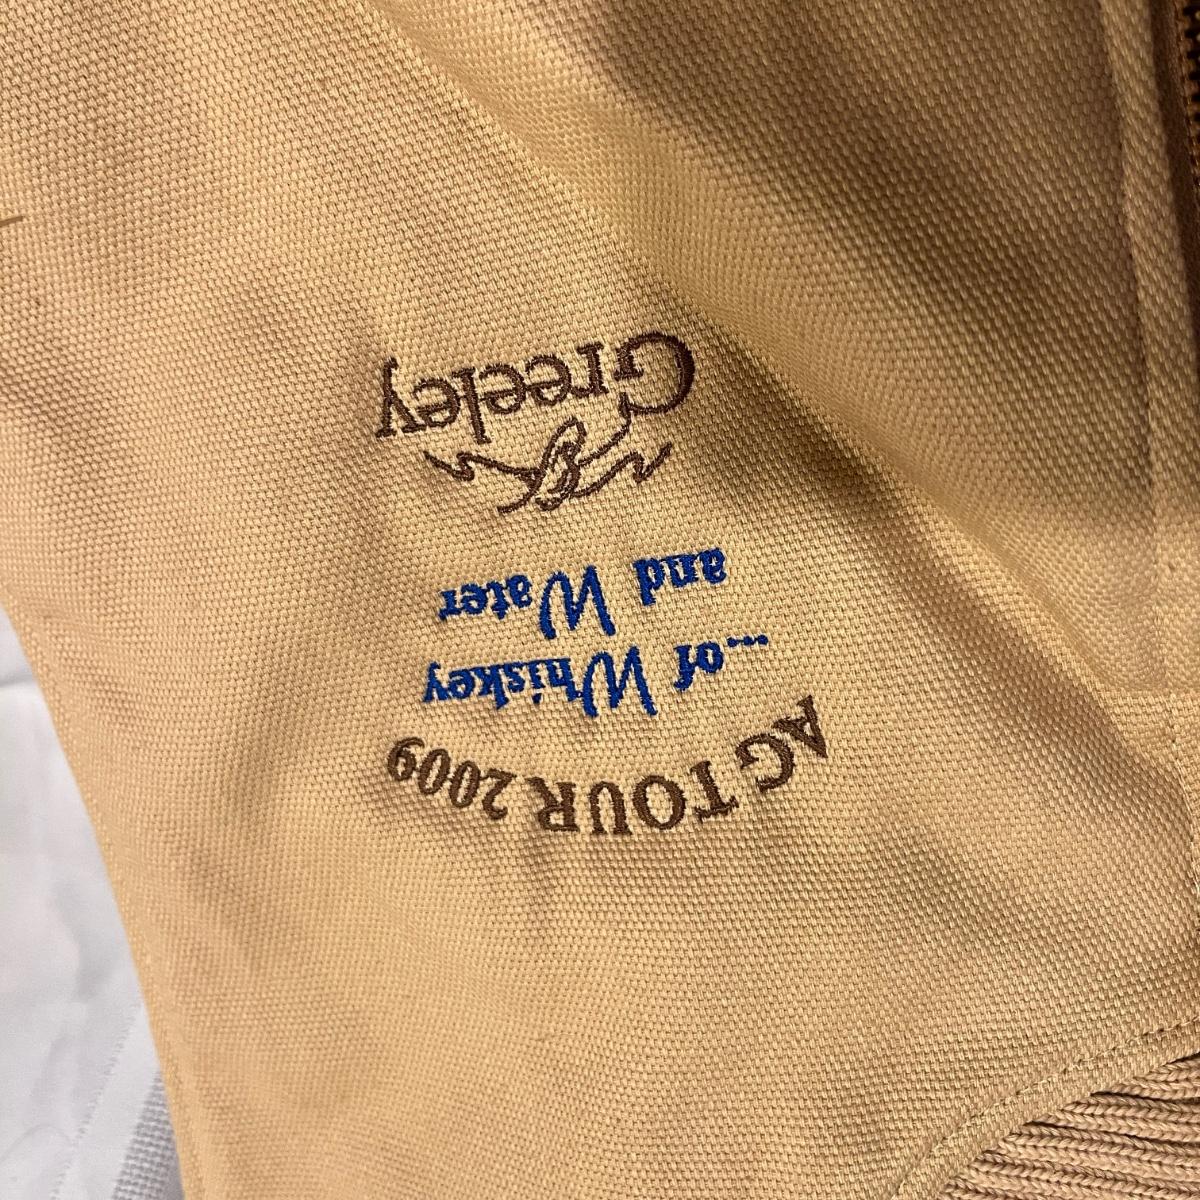 AG TOUR 2009
...of Whiskey
and Water
Greeley